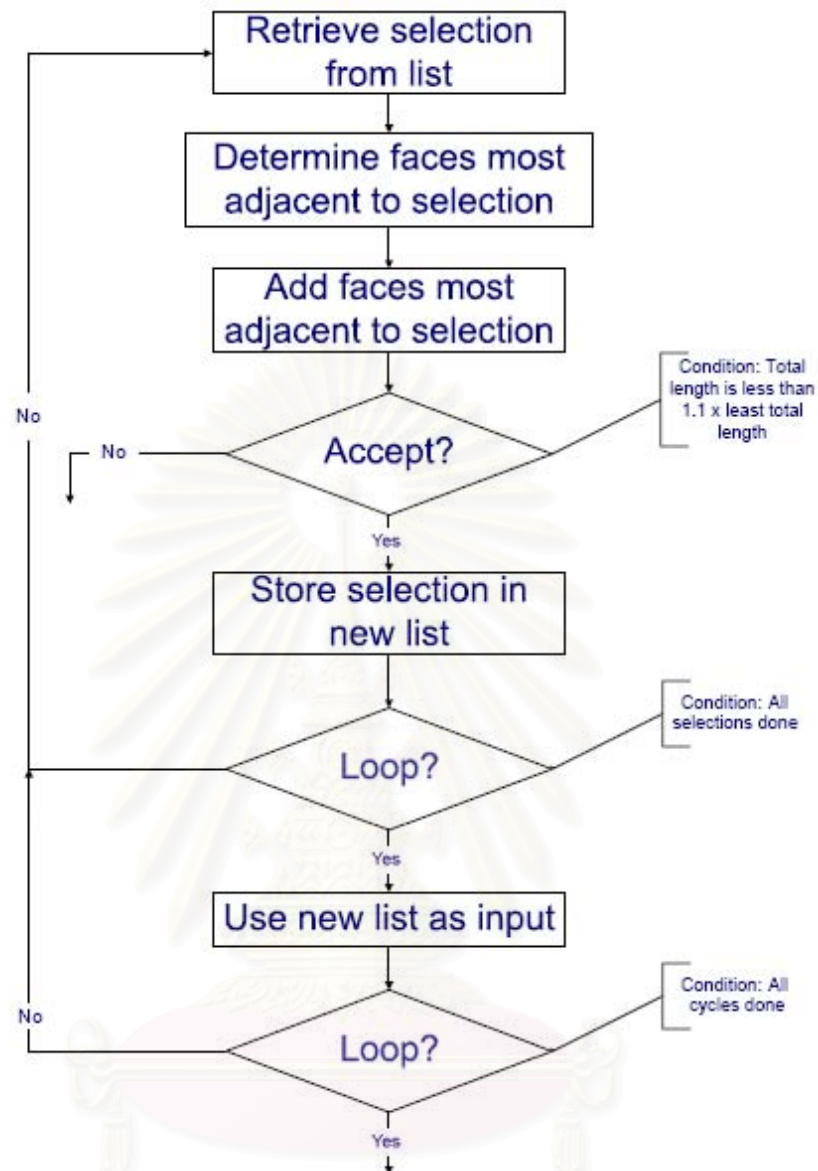 Retrieve selection
from list
Determine faces most
adjacent to selection
Add faces most
adjacent to selection
Condition: Total
length is less than
1.1 x least total
length
No
No
Accept?
Yes
Store selection in
new list
Condition: All
selections done
Loop?
Yes
Use new list as input
Condition: All
cycles done
No
Loop?
Yes